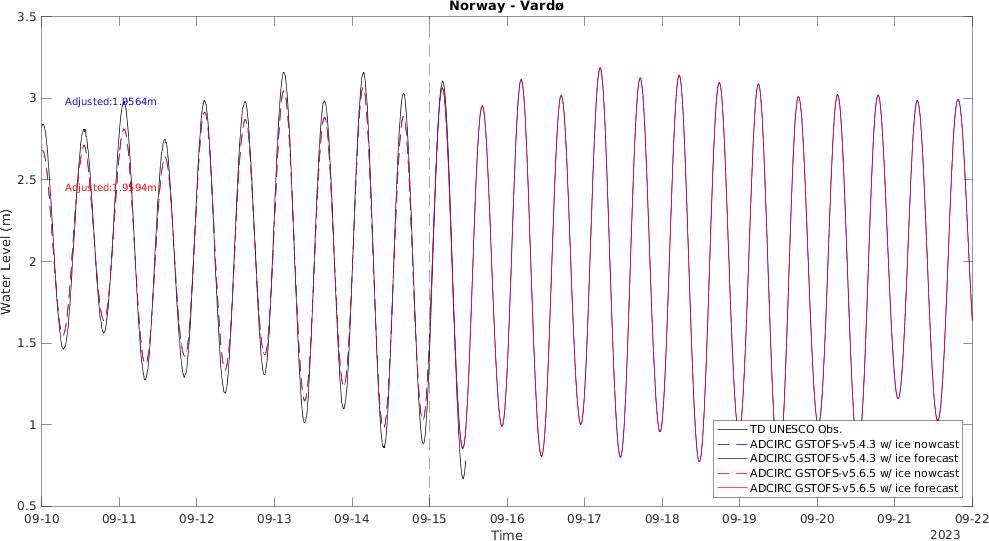 Norway - Vardø
3.5
3
2.5
2
1.5
1
0.5
Water Level (m)
Adjusted:1.9564m
Adjusted:1.9594m
TD UNESCO Obs.
ADCIRC GSTOFS-v5.4.3 w/ ice nowcast
ADCIRC GSTOFS-v5.4.3 w/ ice forecast
ADCIRC GSTOFS-v5.6.5 w/ ice nowcast
ADCIRC GSTOFS-v5.6.5 w/ ice forecast
09-10 09-11 09-12 09-13 09-14 09-15 09-16 09-17 09-18 09-19 09-20 09-21 09-22
Time
2023